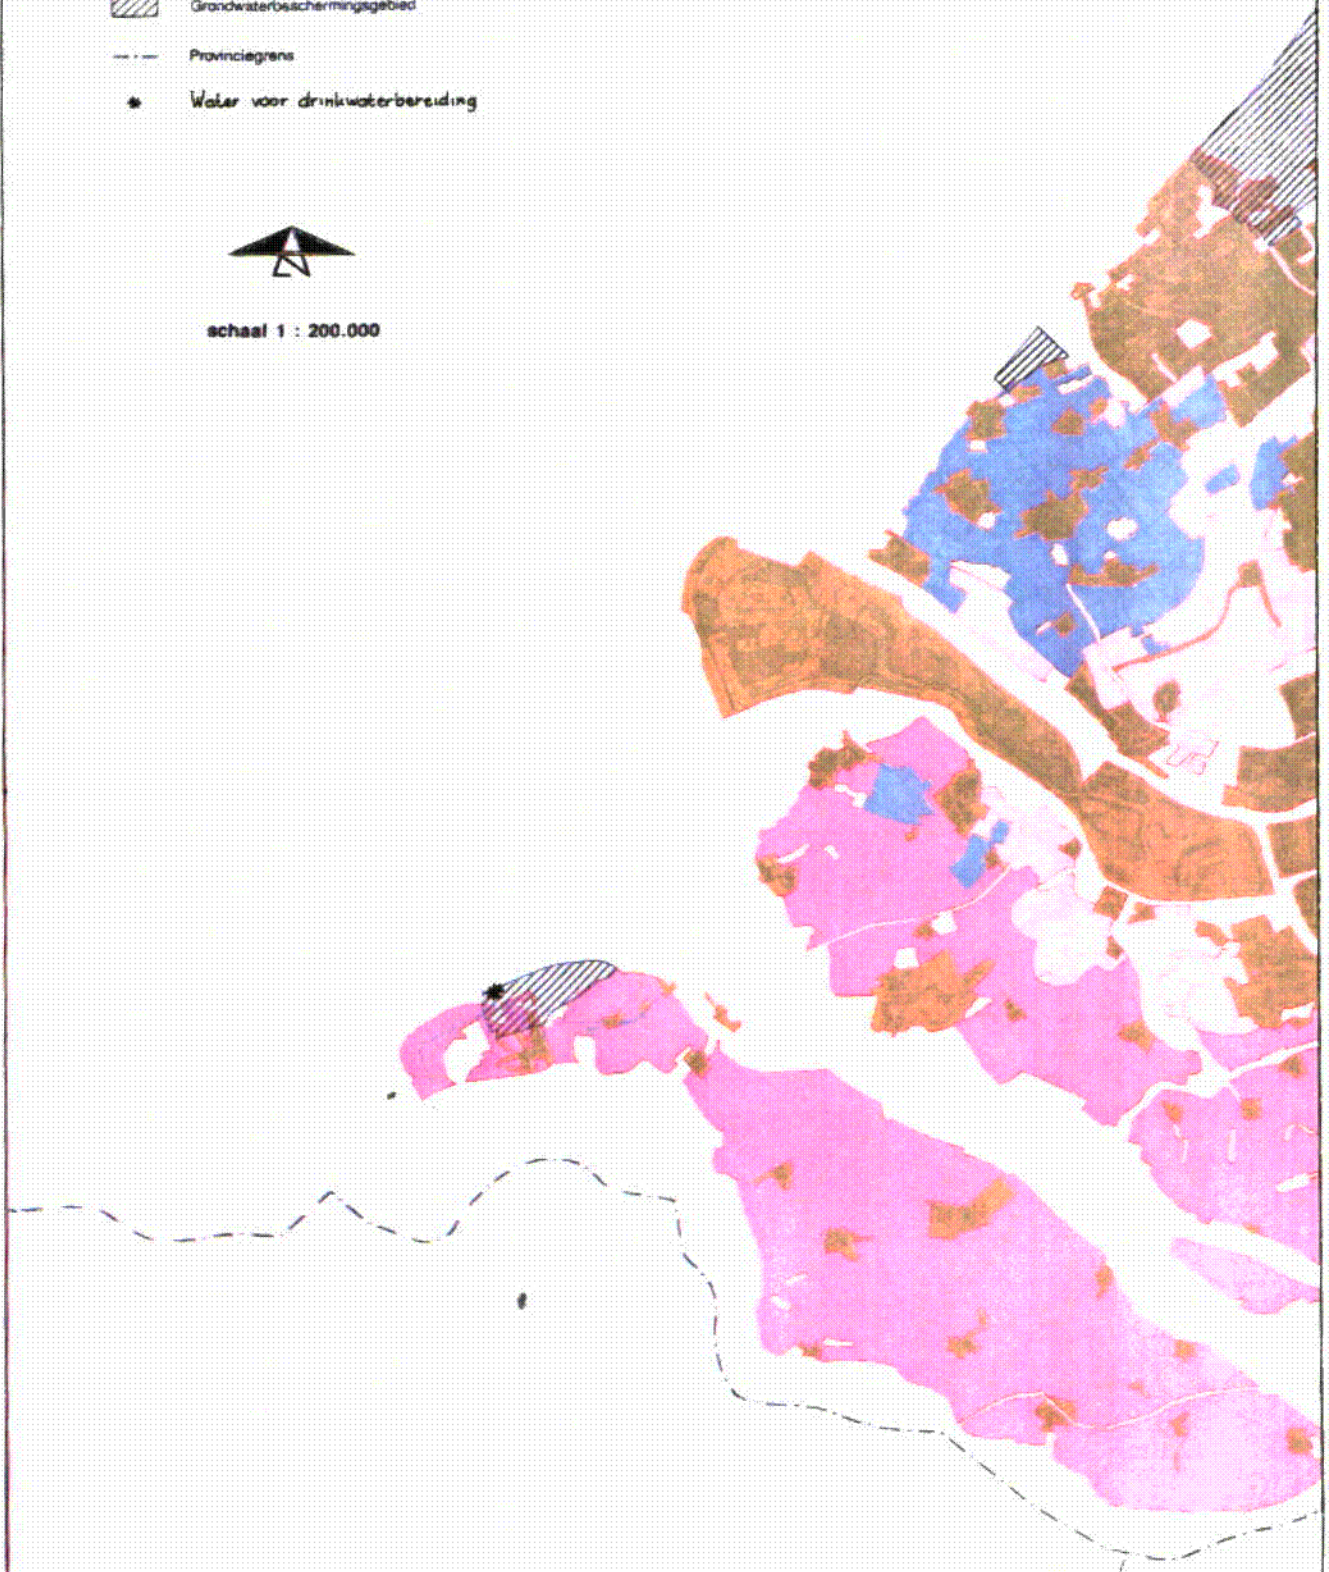 Grondwaterbeschermingsgebied
Provinciegrens
Water voor drinkwaterbereiding
schaal 1 : 200.000